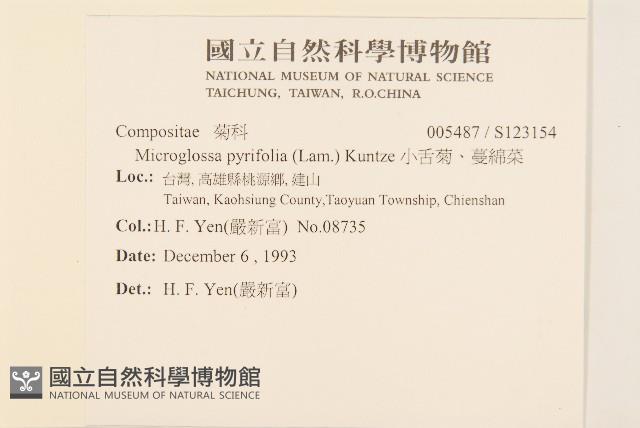 國立自然科學博物館
NATIONAL MUSEUM OF NATURAL SCIENCE
TAICHUNG, TAIWAN, R.O.CHINA
Compositae 菊科 005487 / S123154
Microglossa pyrifolia (Lam.) Kuntze 小舌菊、蔓綿菜
Loc.: 台灣, 高雄縣桃源鄉, 建山
Taiwan, Kaohsiung County,Taoyuan Township, Chienshan
Col.: H. F. Yen(嚴新富) No.08735
Date: December 6 , 1993
Det.: H. F. Yen(嚴新富)
國立自然科學博物館
NATIONAL MUSEUM OF NATURAL SCIENCE